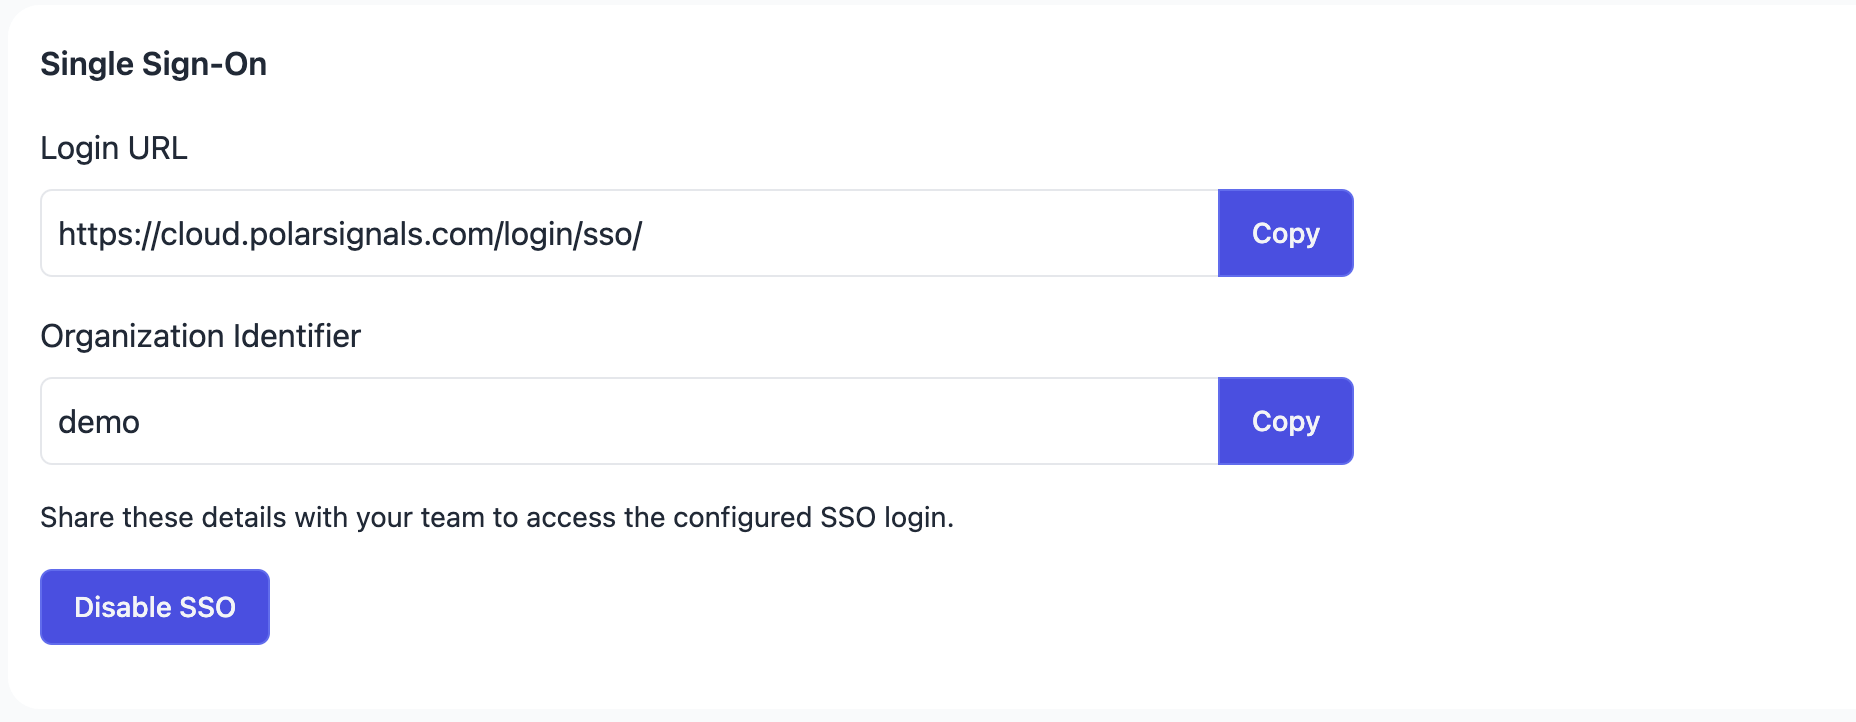 Single Sign-On
Login URL
https://cloud.polarsignals.com/login/sso/
Copy
Organization Identifier
demo
Copy
Share these details with your team to access the configured SSO login.
Disable SSO